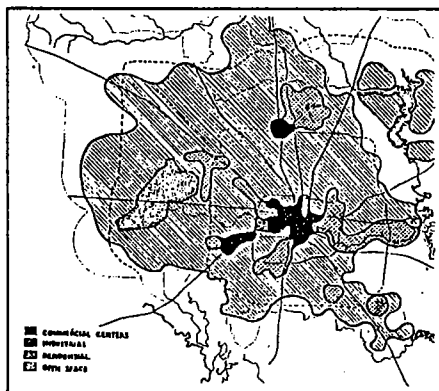 COMMERCIAL CENTERS
INDUSTRIAL
RESIDENTIAL
OPEN SPACE